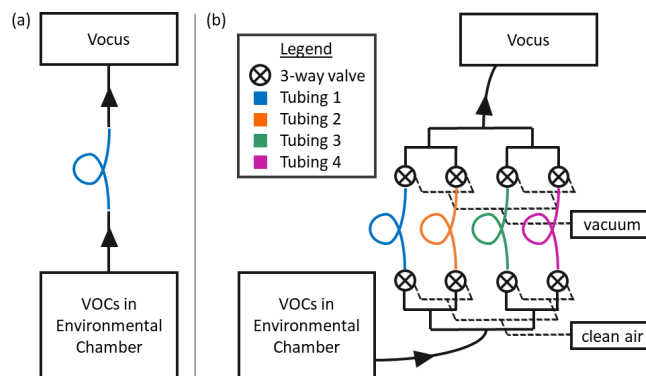 (a)
Vocus
VOCs in
Environmental
Chamber
(b)
Legend
3-way valve
Tubing 1
Tubing 2
Tubing 3
Tubing 4
Vocus
vacuum
clean air
VOCs in
Environmental
Chamber